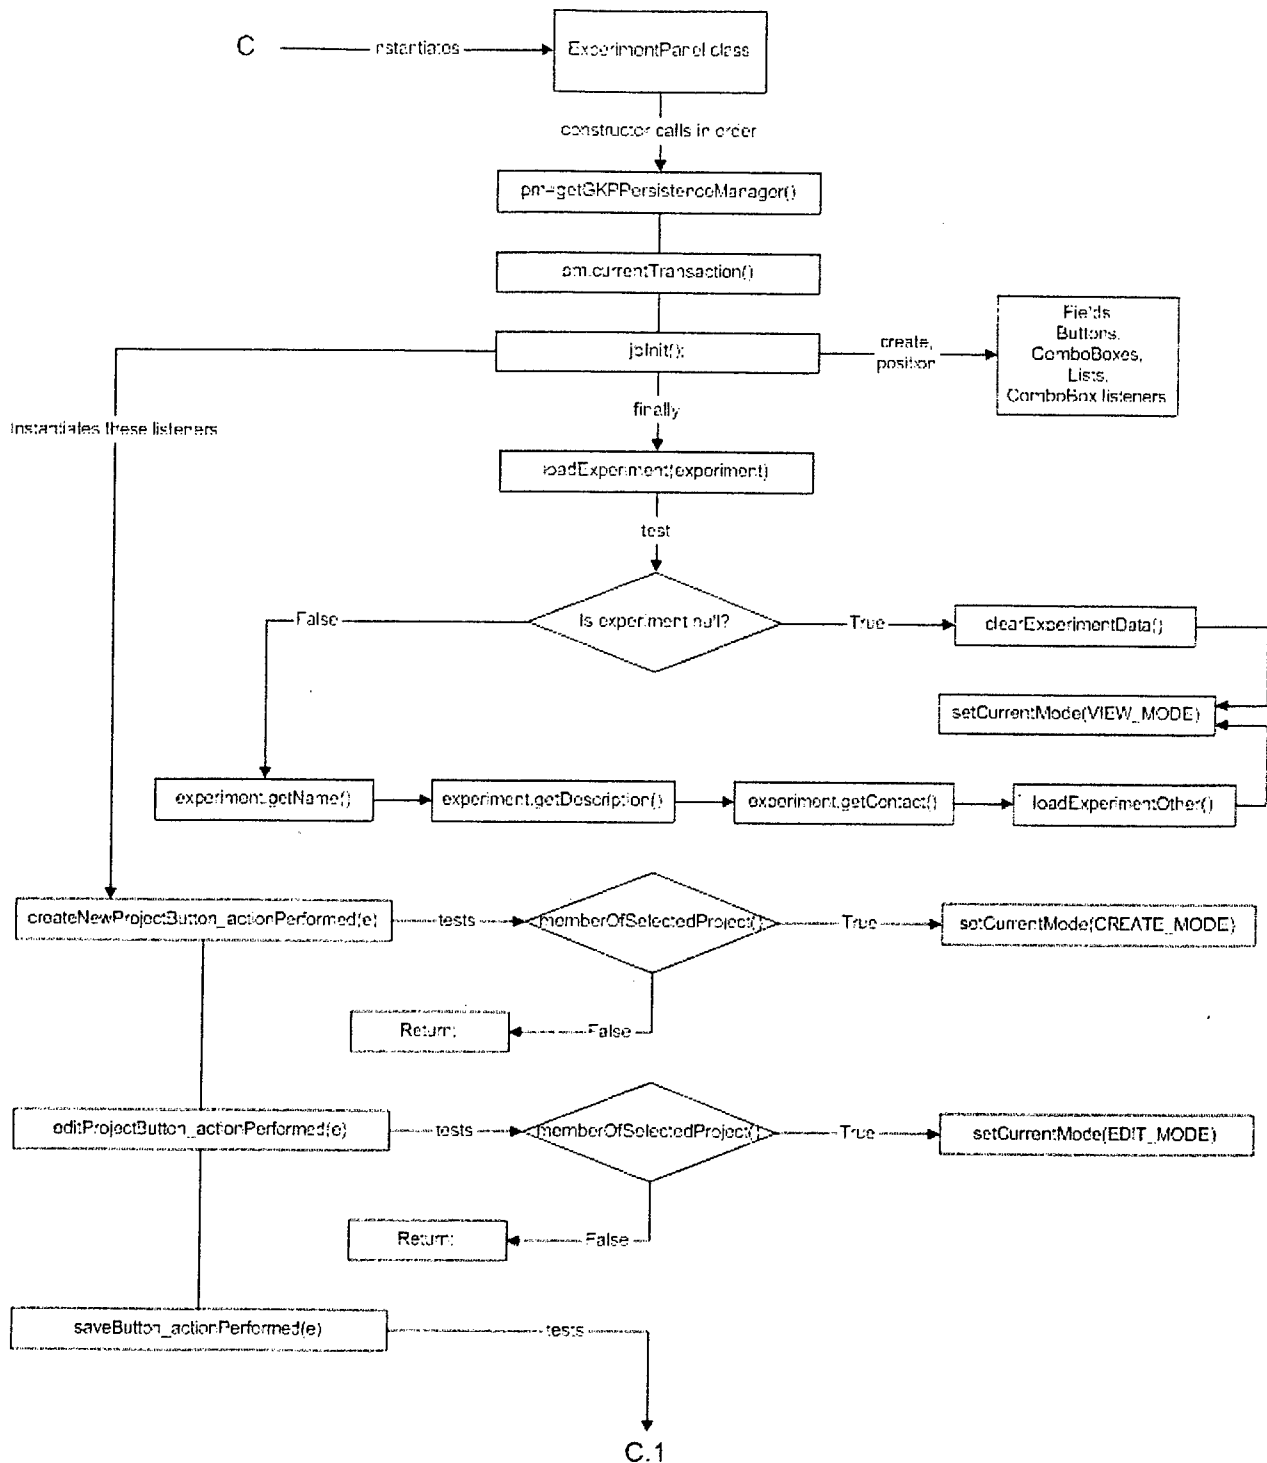 C
nstantiates
ExperimentPanel class
constructor calls in order
pm=getGKPPersistenceManager()
pm.currentTransaction()
jbInit();
create,
position
Fields
Buttons,
ComboBoxes,
Lists,
ComboBox listeners
Instantiates these listeners
finally
loadExperiment(experiment)
test
Is experiment null?
False
True
clearExperimentData()
setCurrentMode(VIEW_MODE)
experiment.getName()
experiment.getDescription()
experiment.getContact()
loadExperimentOther()
createNewProjectButton_actionPerformed(e)
tests
memberOfSelectedProject()
True
setCurrentMode(CREATE_MODE)
Return;
False
editProjectButton_actionPerformed(e)
tests
memberOfSelectedProject()
True
setCurrentMode(EDIT_MODE)
Return;
False
saveButton_actionPerformed(e)
tests
C.1